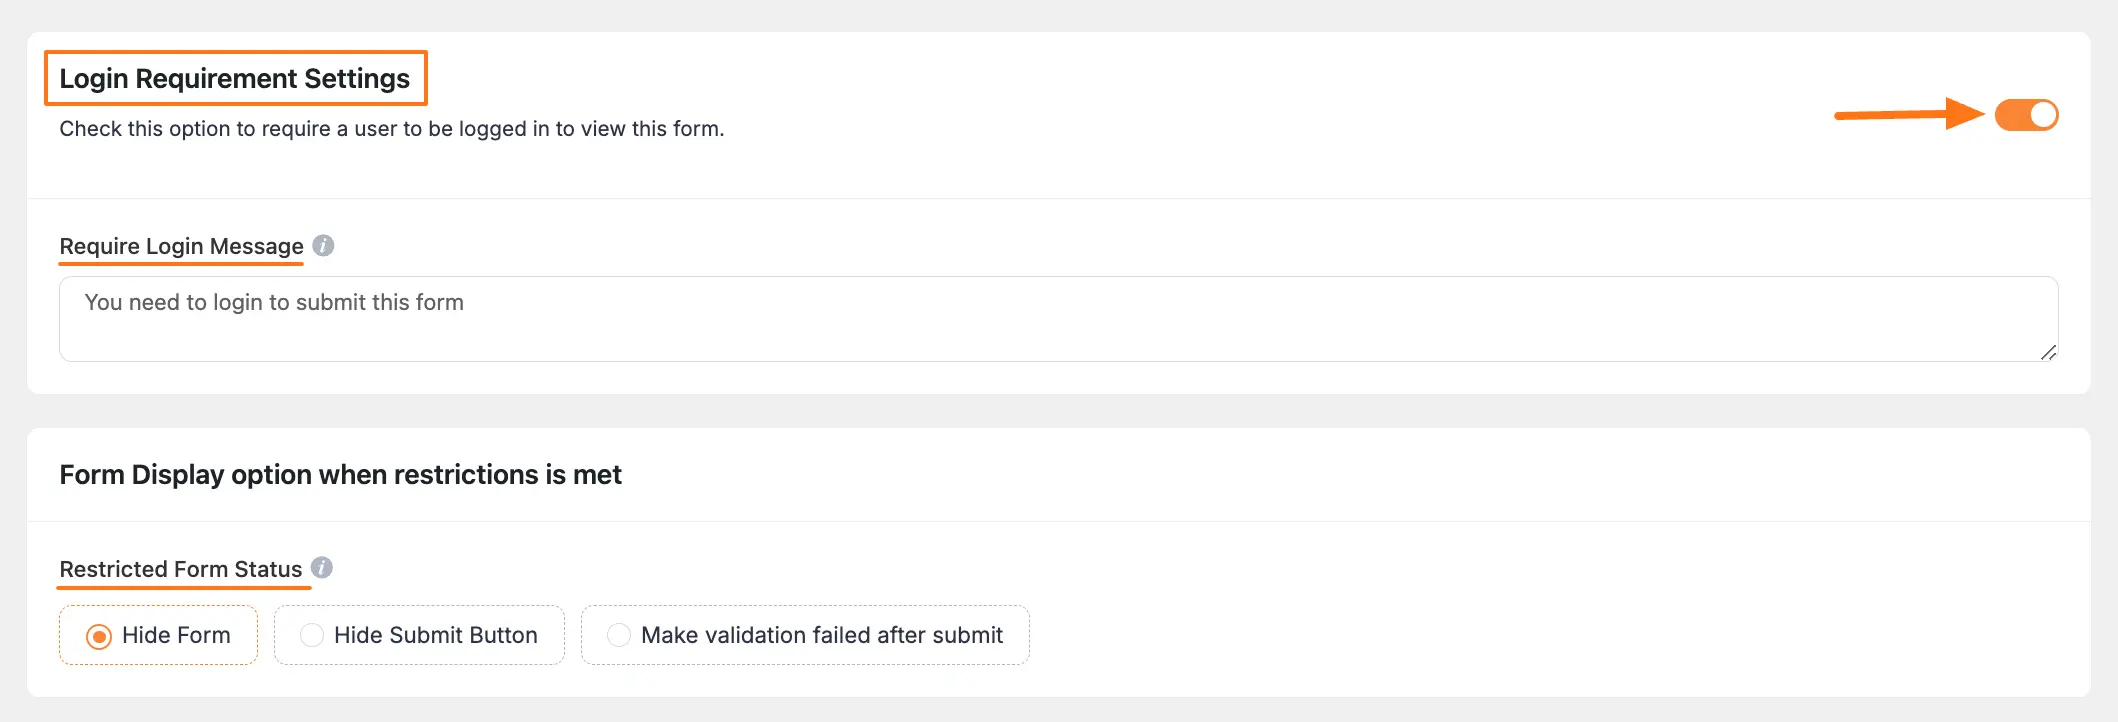 Login Requirement Settings
Check this option to require a user to be logged in to view this form.
Require Login Message i
You need to login to submit this form
Form Display option when restrictions is met
Restricted Form Status i
Hide Form Hide Submit Button Make validation failed after submit